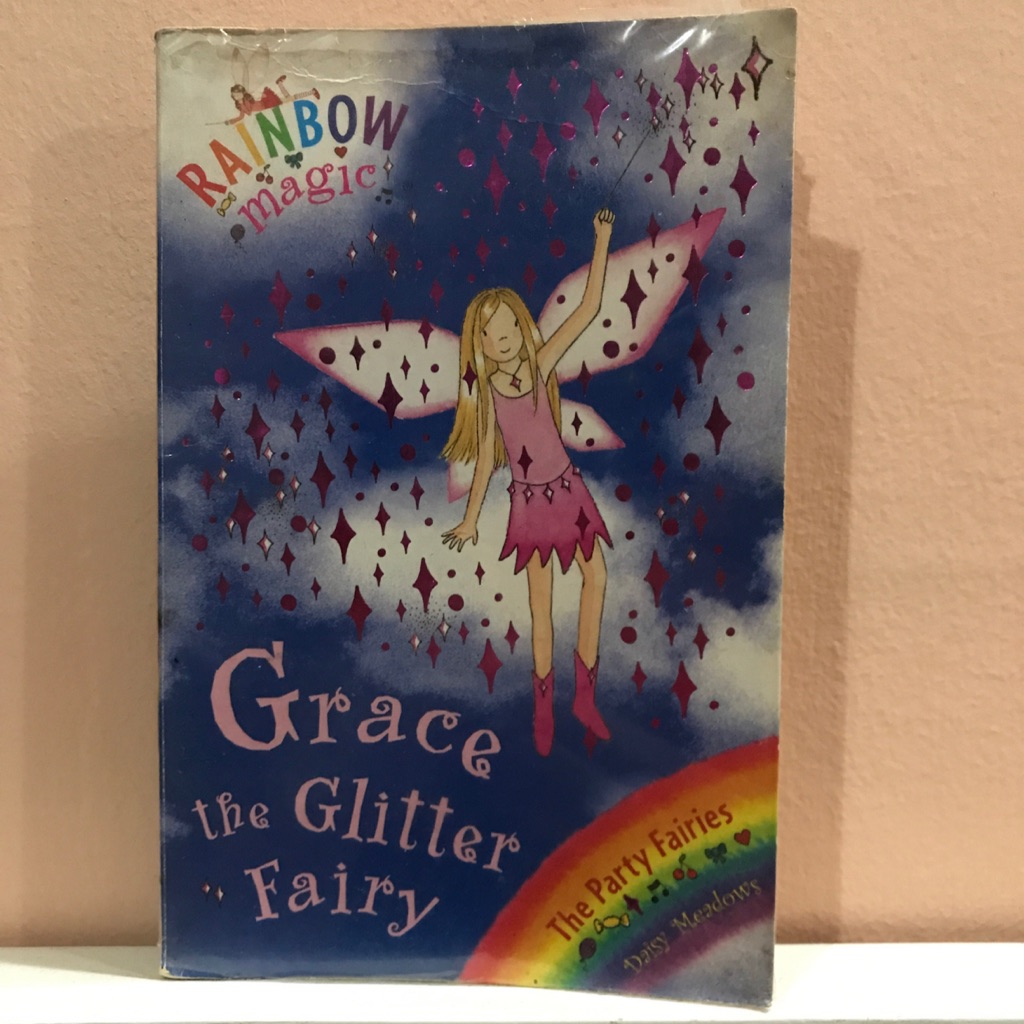 RAINBOW
magic
Grace
the Glitter
Fairy
The Party Fairies
Daisy Meadows